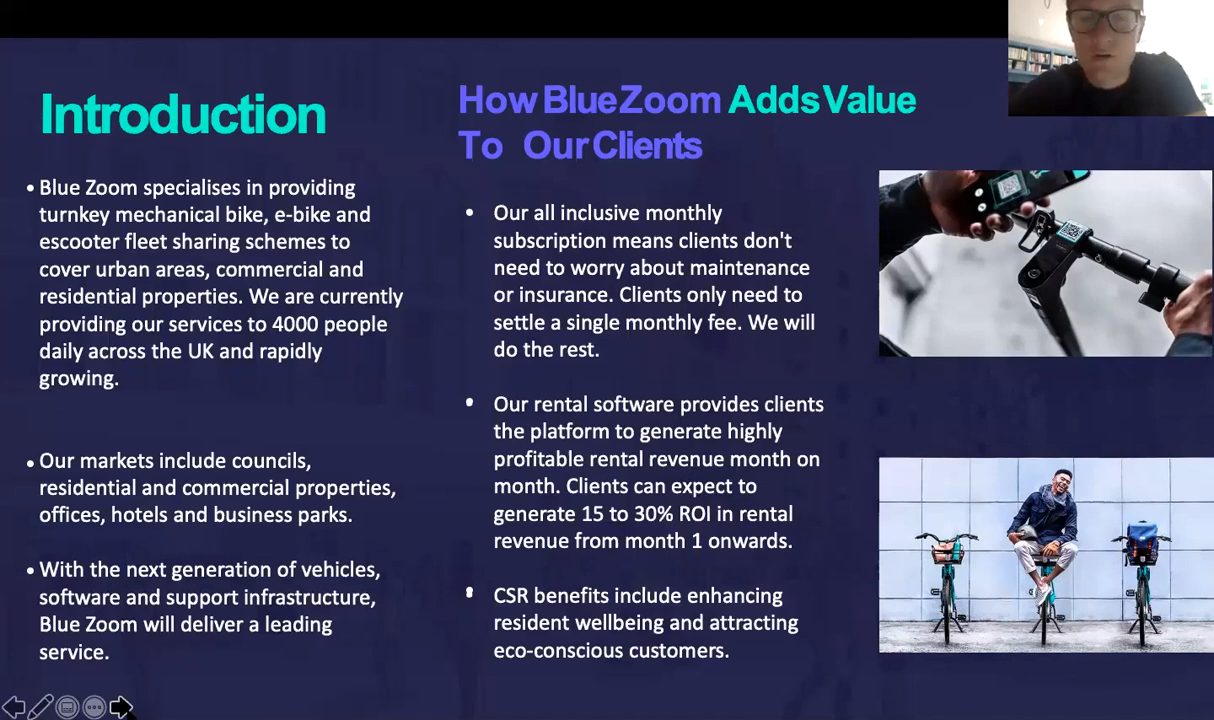 Introduction
• Blue Zoom specialises in providing
turnkey mechanical bike, e-bike and
escooter fleet sharing schemes to
cover urban areas, commercial and
residential properties. We are currently
providing our services to 4000 people
daily across the UK and rapidly
growing.
• Our markets include councils,
residential and commercial properties,
offices, hotels and business parks.
• With the next generation of vehicles,
software and support infrastructure,
Blue Zoom will deliver a leading
service.
How Blue Zoom Adds Value
To Our Clients
• Our all inclusive monthly
subscription means clients don't
need to worry about maintenance
or insurance. Clients only need to
settle a single monthly fee. We will
do the rest.
• Our rental software provides clients
the platform to generate highly
profitable rental revenue month on
month. Clients can expect to
generate 15 to 30% ROI in rental
revenue from month 1 onwards.
• CSR benefits include enhancing
resident wellbeing and attracting
eco-conscious customers.